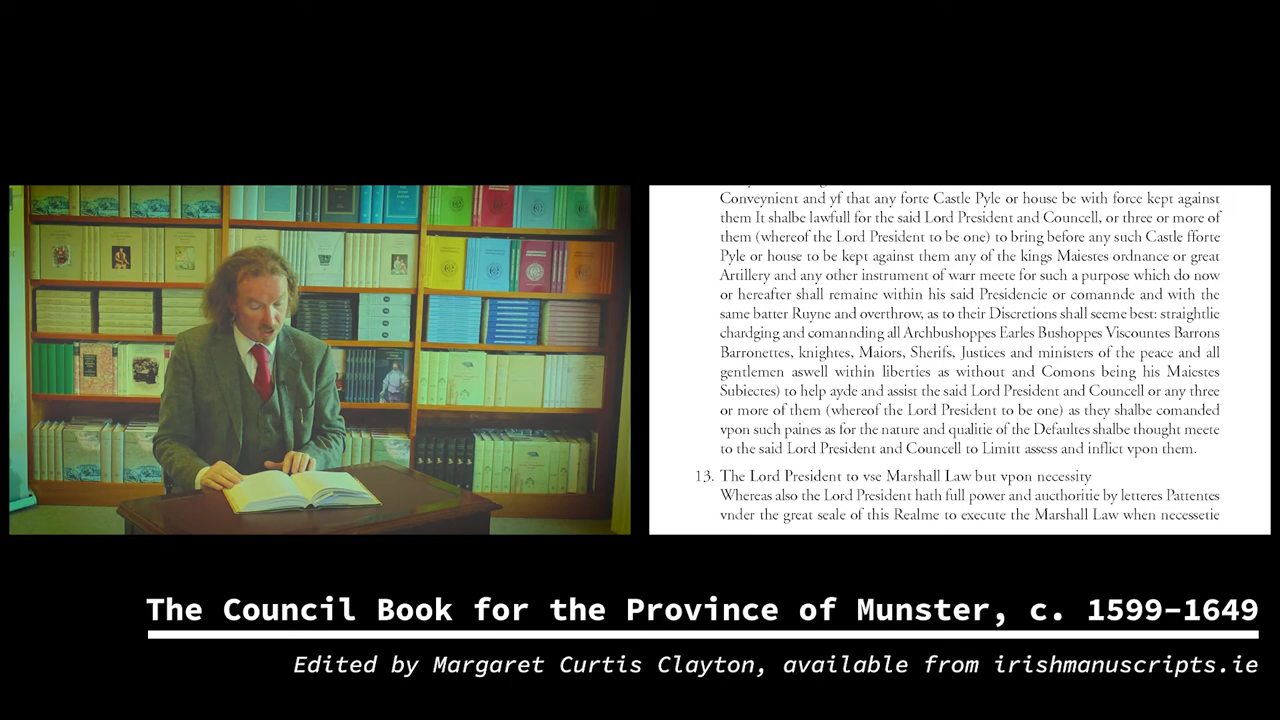 Conveynient and yf that any forte Castle Pyle or house be with force kept against
them It shalbe lawfull for the said Lord President and Councell, or three or more of
them (whereof the Lord President to be one) to bring before any such Castle fforte
Pyle or house to be kept against them any of the kings Maiestes ordnance or great
Artillery and any other instrument of warr meete for such a purpose which do now
or hereafter shall remaine within his said Presidencie or comannde and with the
same batter Ruyne and overthrow, as to their Discretions shall seeme best: straightlie
chardging and comannding all Archbusshoppes Earles Bushoppes Viscountes Barrons
Barronettes, knightes, Maiors, Sherifs, Justices and ministers of the peace and all
gentlemen aswell within liberties as without and Comons being his Maiestes
Subiectes) to help ayde and assist the said Lord President and Councell or any three
or more of them (whereof the Lord President to be one) as they shalbe comanded
vpon such paines as for the nature and qualitie of the Defaultes shalbe thought meete
to the said Lord President and Councell to Limitt assess and inflict vpon them.
13. The Lord President to vse Marshall Law but vpon necessity
Whereas also the Lord President hath full power and aucthoritie by letteres Pattentes
vnder the great seale of this Realme to execute the Marshall Law when necessetie
The Council Book for the Province of Munster, c. 1599–1649
Edited by Margaret Curtis Clayton, available from irishmanuscripts.ie